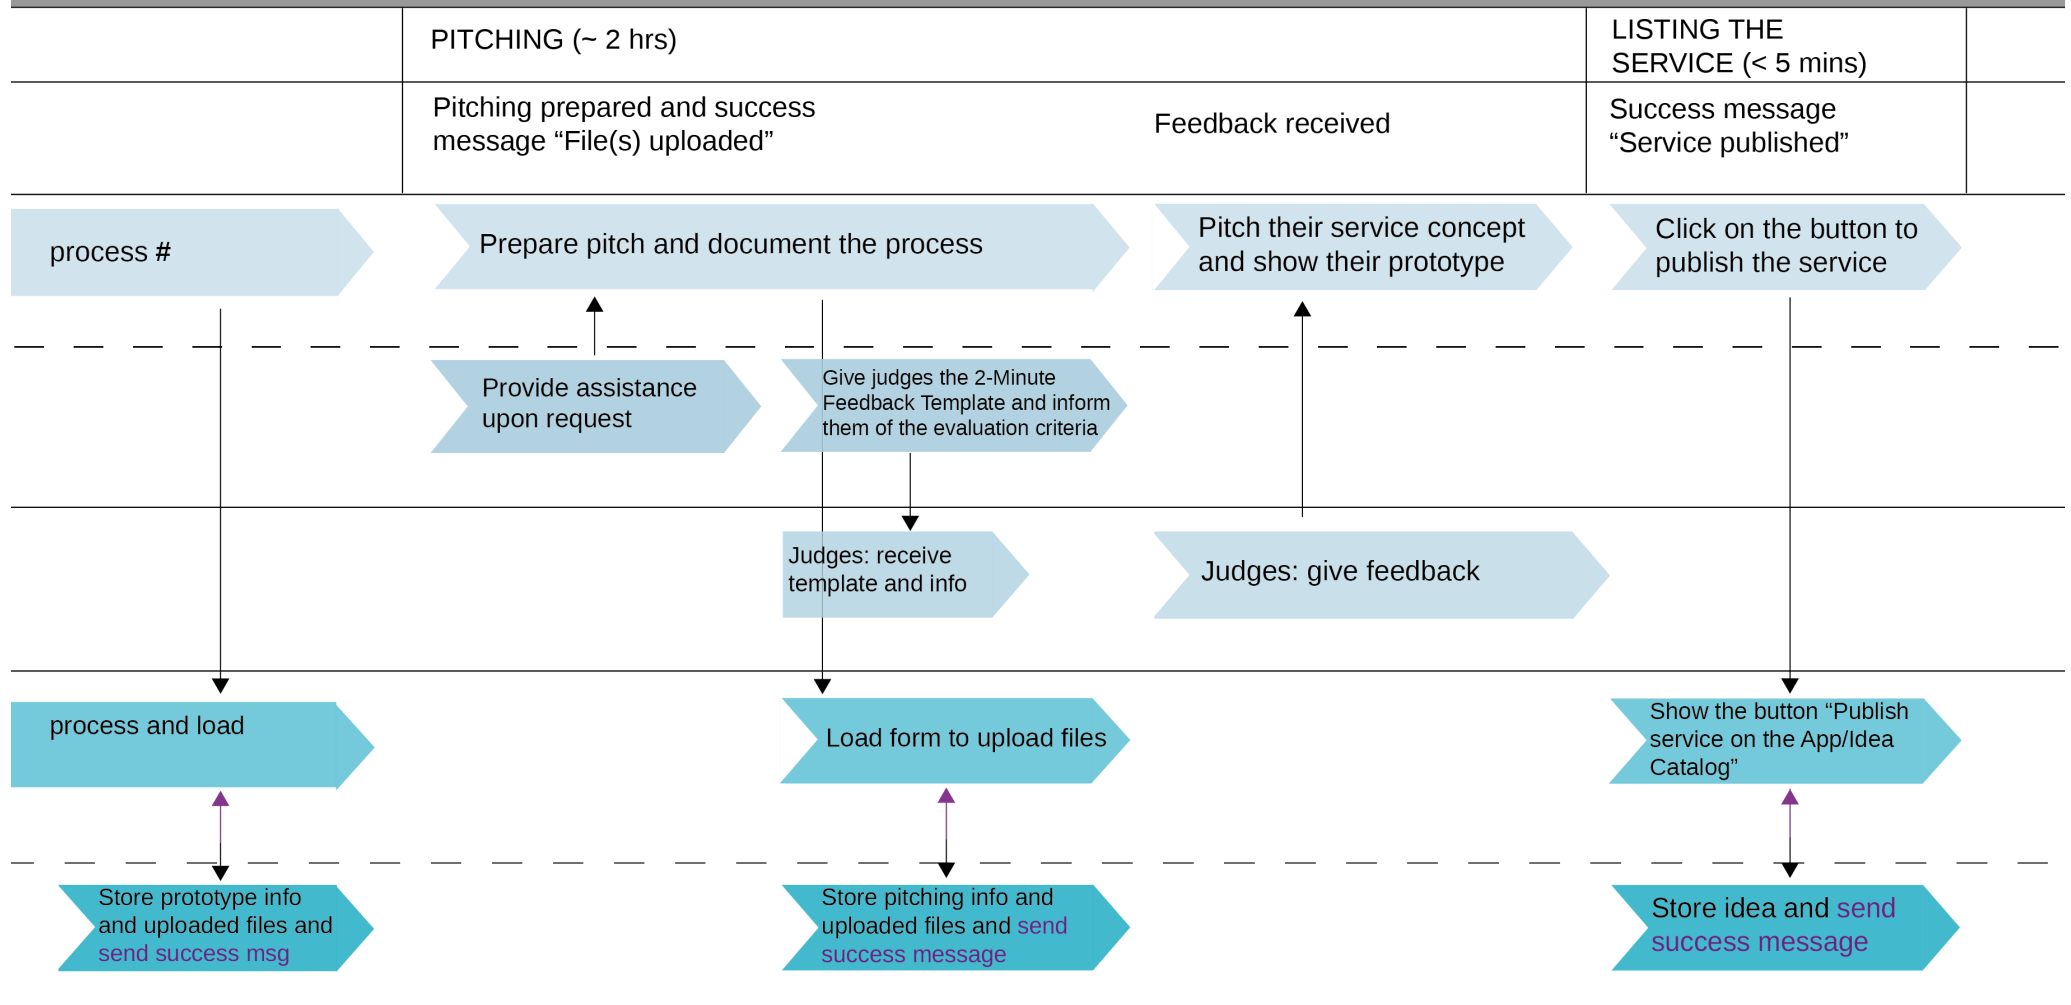 PITCHING (~ 2 hrs)
LISTING THE
SERVICE (< 5 mins)
Pitching prepared and success
message “File(s) uploaded”
Feedback received
Success message
“Service published”
process #
Prepare pitch and document the process
Pitch their service concept
and show their prototype
Click on the button to
publish the service
Provide assistance
upon request
Give judges the 2-Minute
Feedback Template and inform
them of the evaluation criteria
Judges: receive
template and info
Judges: give feedback
process and load
Load form to upload files
Show the button “Publish
service on the App/Idea
Catalog”
Store prototype info
and uploaded files and
send success msg
Store pitching info and
uploaded files and send
success message
Store idea and send
success message